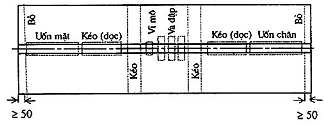 Bỏ
Uốn mặt
Kéo (dọc)
Kéo
Vĩ mô
Va đập
Kéo
Kéo (dọc)
Uốn chân
Bỏ
≥ 50
≥ 50